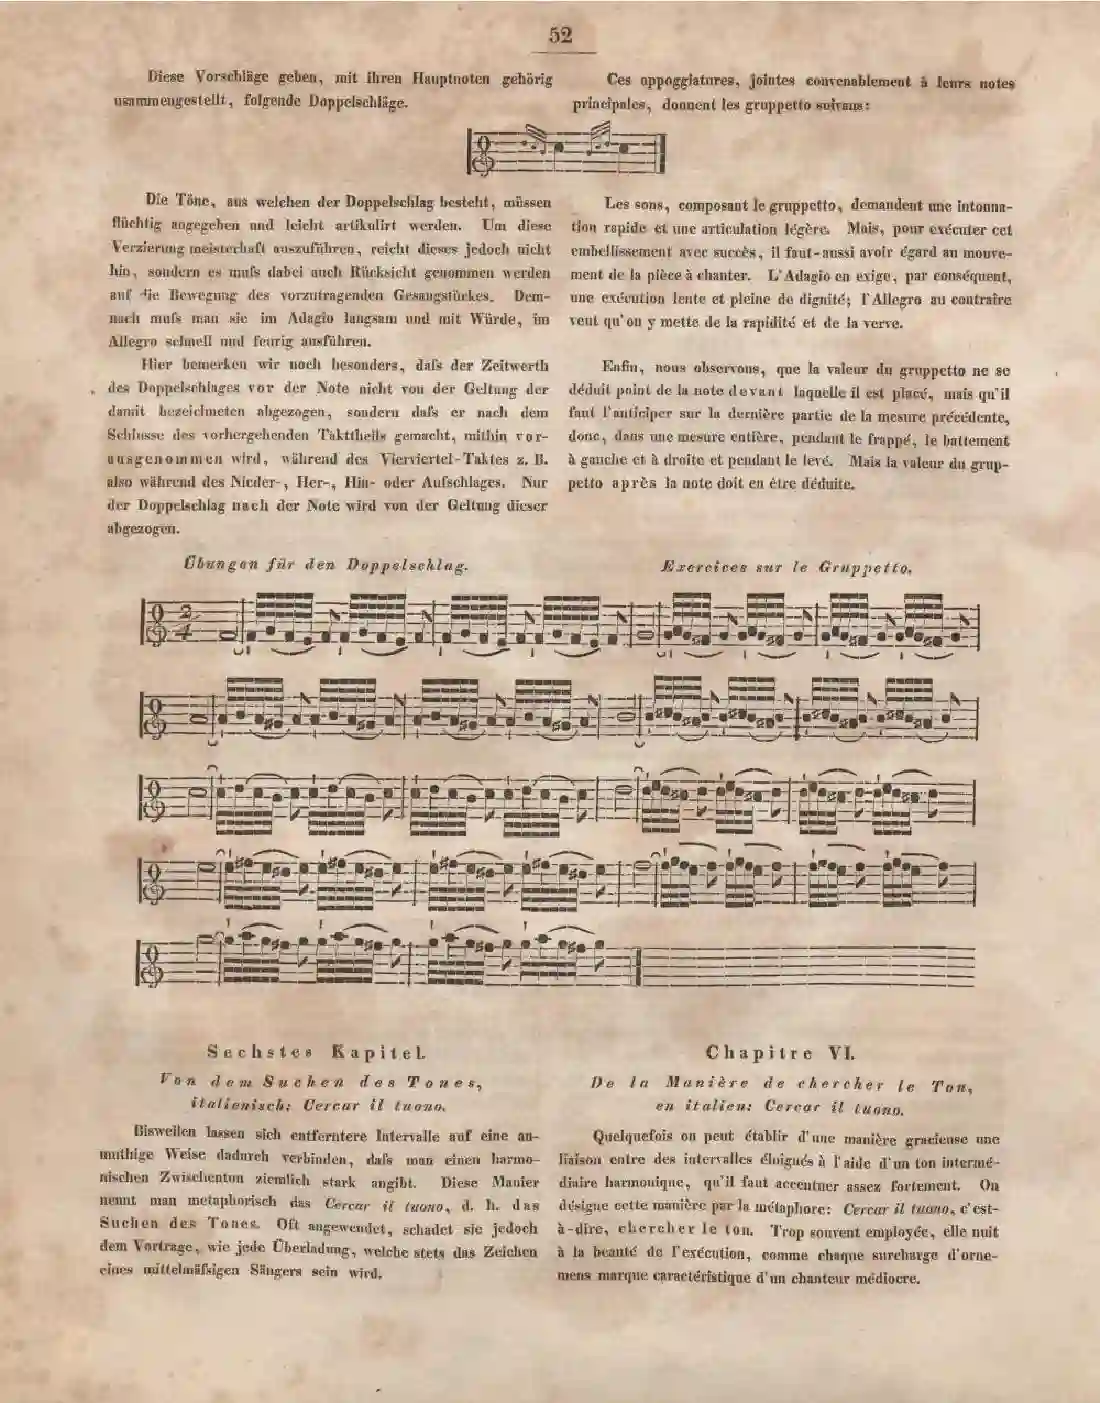 52
Diese Vorschläge geben, mit ihren Hauptnoten gehörig
zusammengestellt, folgende Doppelschläge.
Ces appoggiatures, jointes convenablement à leurs notes
principales, donnent les gruppetto suivans:
Die Töne, aus welchen der Doppelschlag besteht, müssen
flüchtig angegeben und leicht artikulirt werden. Um diese
Verzierung meisterhaft auszuführen, reicht dieses jedoch nicht
hin, sondern es muſs dabei auch Rücksicht genommen werden
auf die Bewegung des vorzutragenden Gesangstückes. Dem-
nach muſs man sie im Adagio langsam und mit Würde, im
Allegro schnell und feurig ausführen.
Hier bemerken wir noch besonders, daſs der Zeitwerth
des Doppelschlages vor der Note nicht von der Geltung der
damit bezeichneten abgezogen, sondern daſs er nach dem
Schlusse des vorhergehenden Takttheils gemacht, mithin vor-
ausgenommen wird, während des Vierviertel-Taktes z. B.
also während des Nieder-, Her-, Hin- oder Aufschlages. Nur
der Doppelschlag nach der Note wird von der Geltung dieser
abgezogen.
Les sons, composant le gruppetto, demandent une intonna-
tion rapide et une articulation légère. Mais, pour exécuter cet
embellissement avec succès, il faut-aussi avoir égard au mouve-
ment de la pièce à chanter. L'Adagio en exige, par conséquent,
une exécution lente et pleine de dignité; l'Allegro au contraire
veut qu'on y mette de la rapidité et de la verve.
Enfin, nous observons, que la valeur du gruppetto ne se
déduit point de la note devant laquelle il est placé, mais qu'il
faut l'anticiper sur la dernière partie de la mesure précédente,
donc, dans une mesure entière, pendant le frappé, le battement
à gauche et à droite et pendant le levé. Mais la valeur du grup-
petto après la note doit en être déduite.
Übungen für den Doppelschlag.
Exercices sur le Gruppetto.
2
4
Sechstes Kapitel.
Von dem Suchen des Tones,
italienisch: Cercar il tuono.
Bisweilen lassen sich entferntere Intervalle auf eine an-
muthige Weise dadurch verbinden, daſs man einen harmo-
nischen Zwischenton ziemlich stark angibt. Diese Manier
nennt man metaphorisch das Cercar il tuono, d. h. das
Suchen des Tones. Oft angewendet, schadet sie jedoch
dem Vortrage, wie jede Überladung, welche stets das Zeichen
eines mittelmäſsigen Sängers sein wird.
Chapitre VI.
De la Manière de chercher le Ton,
en italien: Cercar il tuono.
Quelquefois on peut établir d'une manière gracieuse une
liaison entre des intervalles éloignés à l'aide d'un ton intermé-
diaire harmonique, qu'il faut accentuer assez fortement. On
désigne cette manière par la métaphore: Cercar il tuono, c'est-
à-dire, chercher le ton. Trop souvent employée, elle nuit
à la beauté de l'exécution, comme chaque surcharge d'orne-
mens marque caractéristique d'un chanteur médiocre.